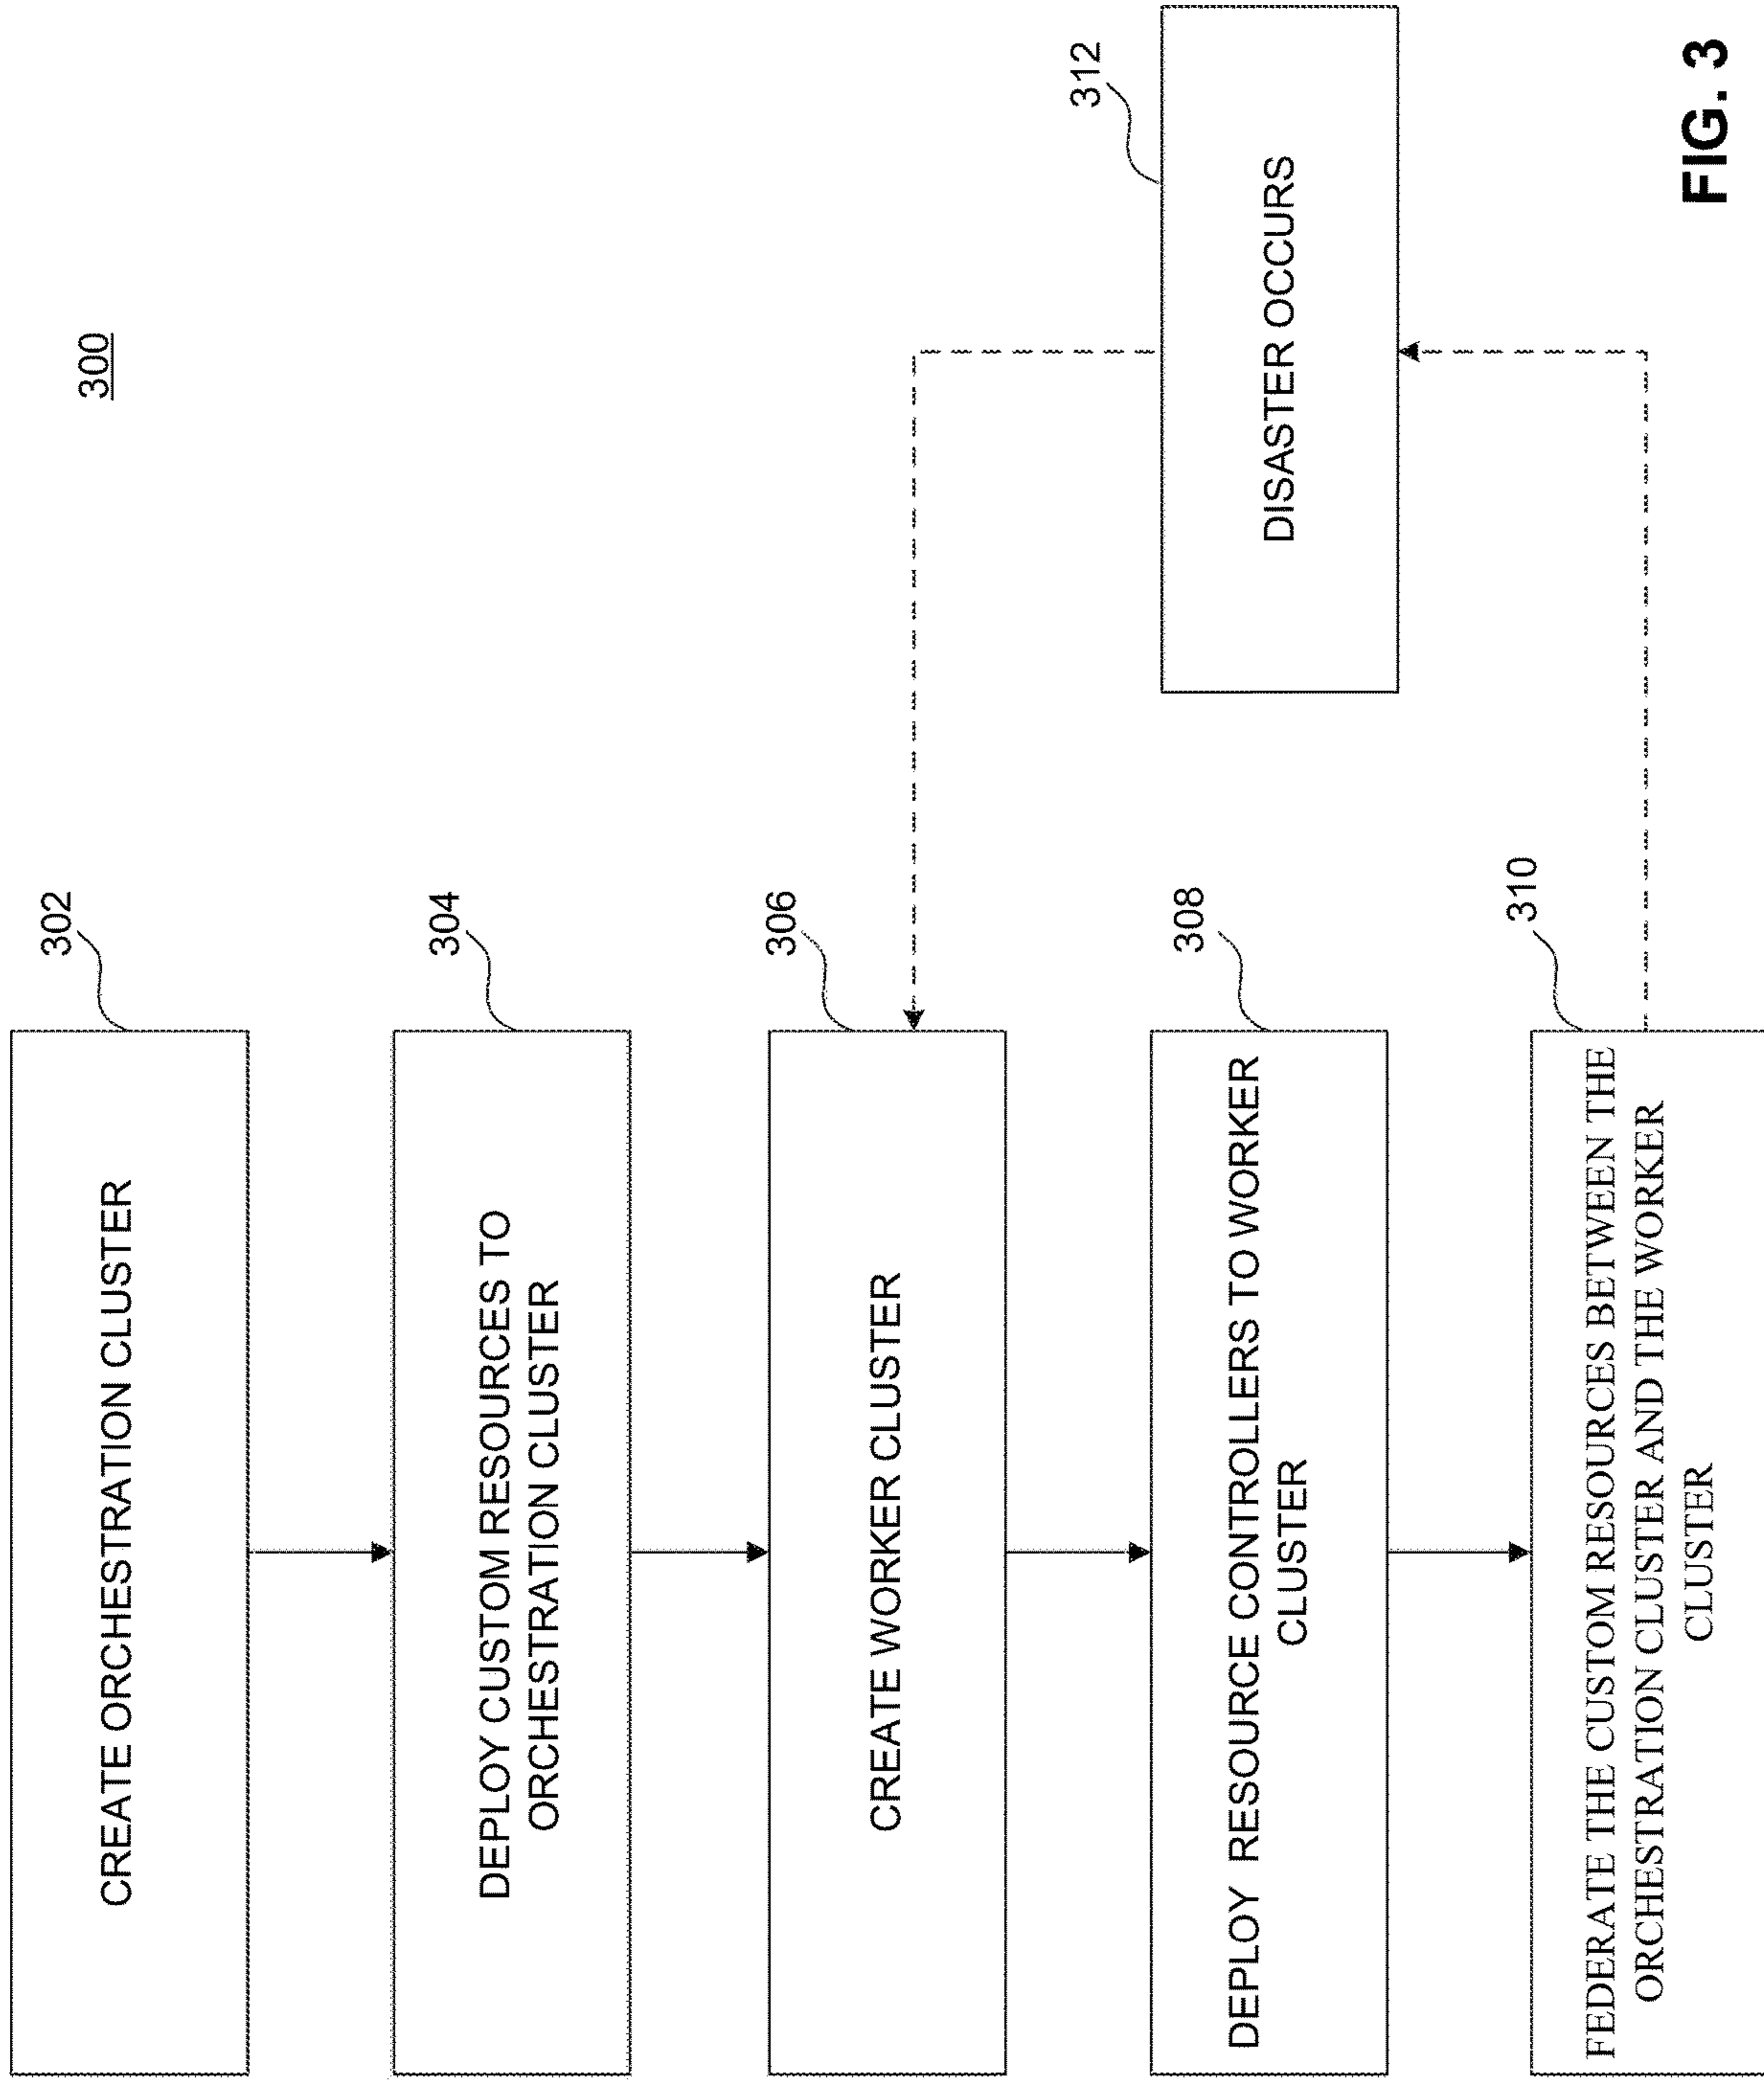 300
302
CREATE ORCHESTRATION CLUSTER
304
DEPLOY CUSTOM RESOURCES TO
ORCHESTRATION CLUSTER
306
CREATE WORKER CLUSTER
308
DEPLOY RESOURCE CONTROLLERS TO WORKER
CLUSTER
310
FEDERATE THE CUSTOM RESOURCES BETWEEN THE
ORCHESTRATION CLUSTER AND THE WORKER
CLUSTER
312
DISASTER OCCURS
FIG. 3